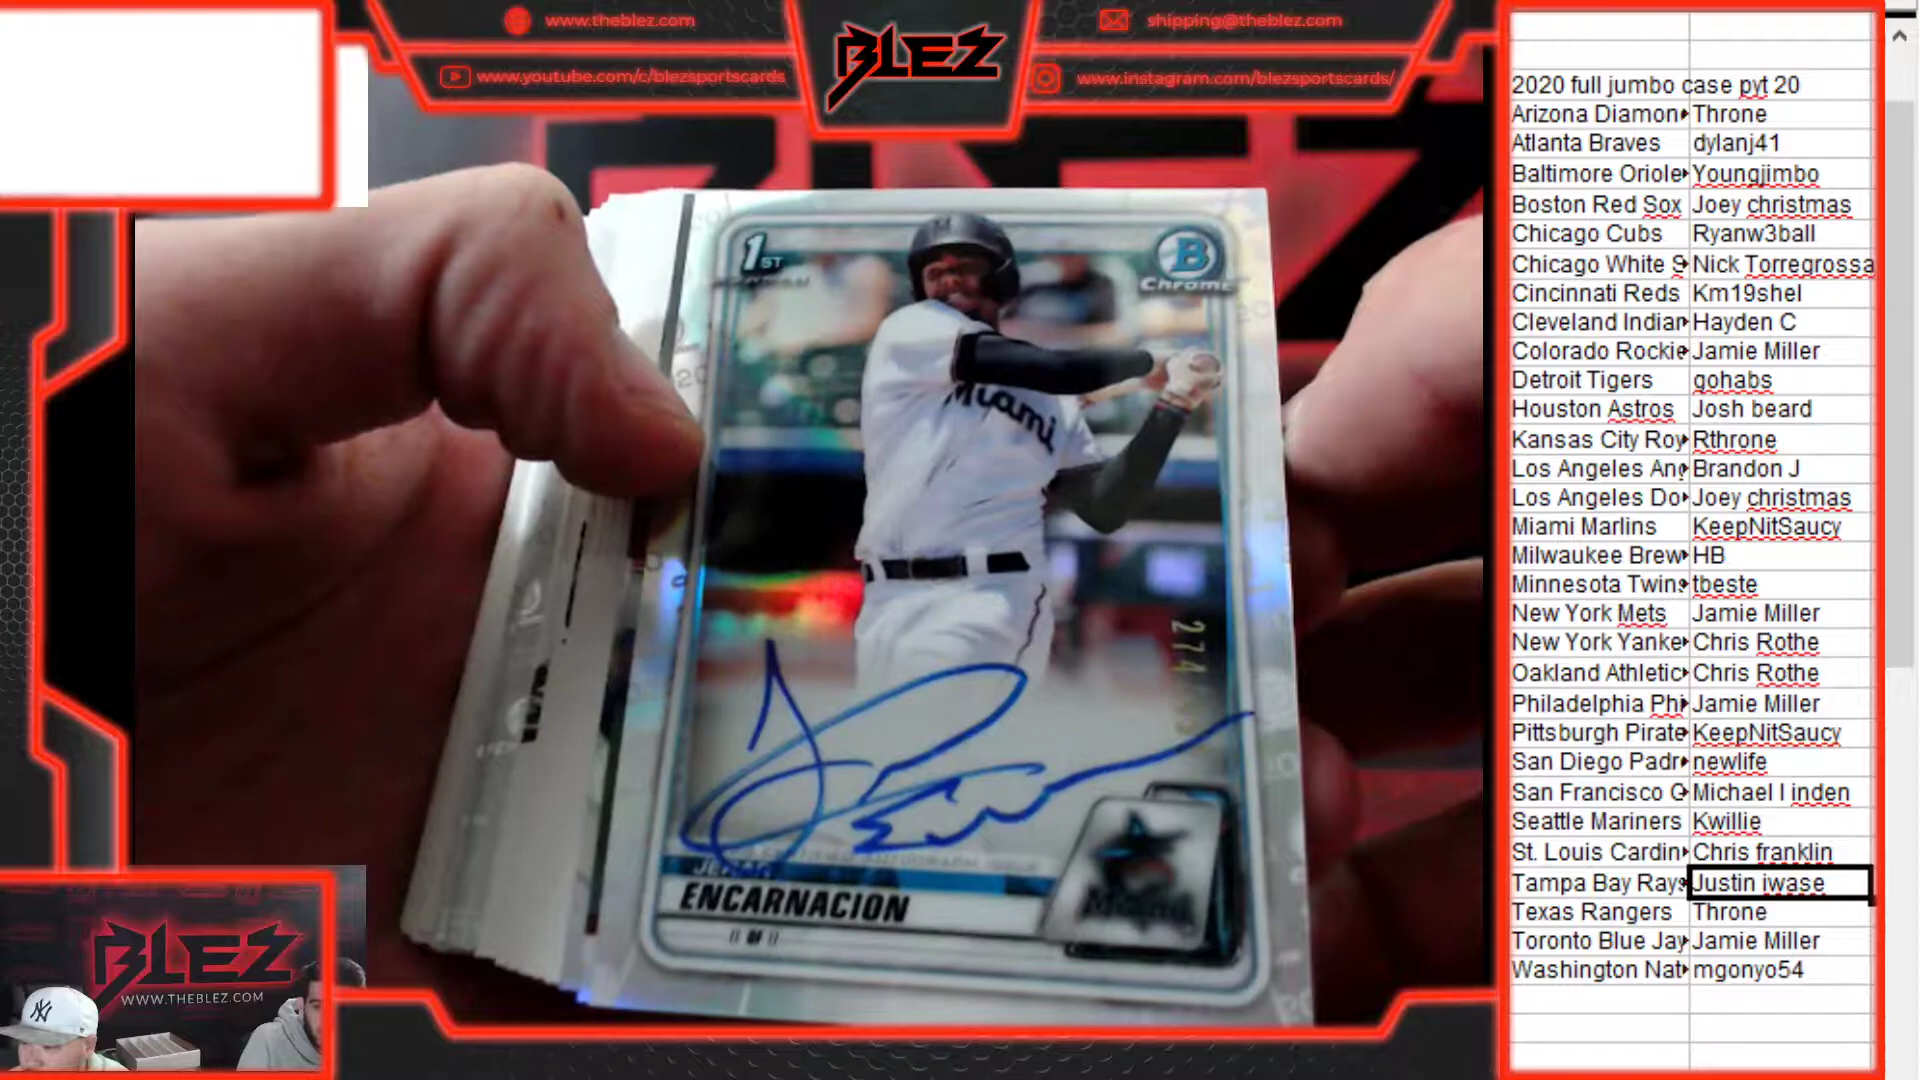 www.theblez.com
BLEZ
shipping@theblez.com
www.youtube.com/c/blezsportscards
www.instagram.com/blezsportscards/
2020 full jumbo case pyt 20
Arizona Diamon Throne
Atlanta Braves dylanj41
Baltimore Oriole Youngjimbo
Boston Red Sox Joey christmas
Chicago Cubs Ryanw3ball
Chicago White S Nick Torregrossa
Cincinnati Reds Km19shel
Cleveland Indian Hayden C
Colorado Rockie Jamie Miller
Detroit Tigers gohabs
Houston Astros Josh beard
Kansas City Roy Rthrone
Los Angeles Ang Brandon J
Los Angeles Do Joey christmas
Miami Marlins KeepNitSaucy
Milwaukee Brew HB
Minnesota Twins tbeste
New York Mets Jamie Miller
New York Yanke Chris Rothe
Oakland Athletic Chris Rothe
Philadelphia Phi Jamie Miller
Pittsburgh Pirate KeepNitSaucy
San Diego Padr newlife
San Francisco G Michael l inden
Seattle Mariners Kwillie
St. Louis Cardin Chris franklin
Tampa Bay Rays Justin iwase
Texas Rangers Throne
Toronto Blue Jay Jamie Miller
Washington Nat mgonyo54
1ST
B
Chrome
Miami
274
ENCARNACION
Miami
BLEZ
WWW.THEBLEZ.COM
NY